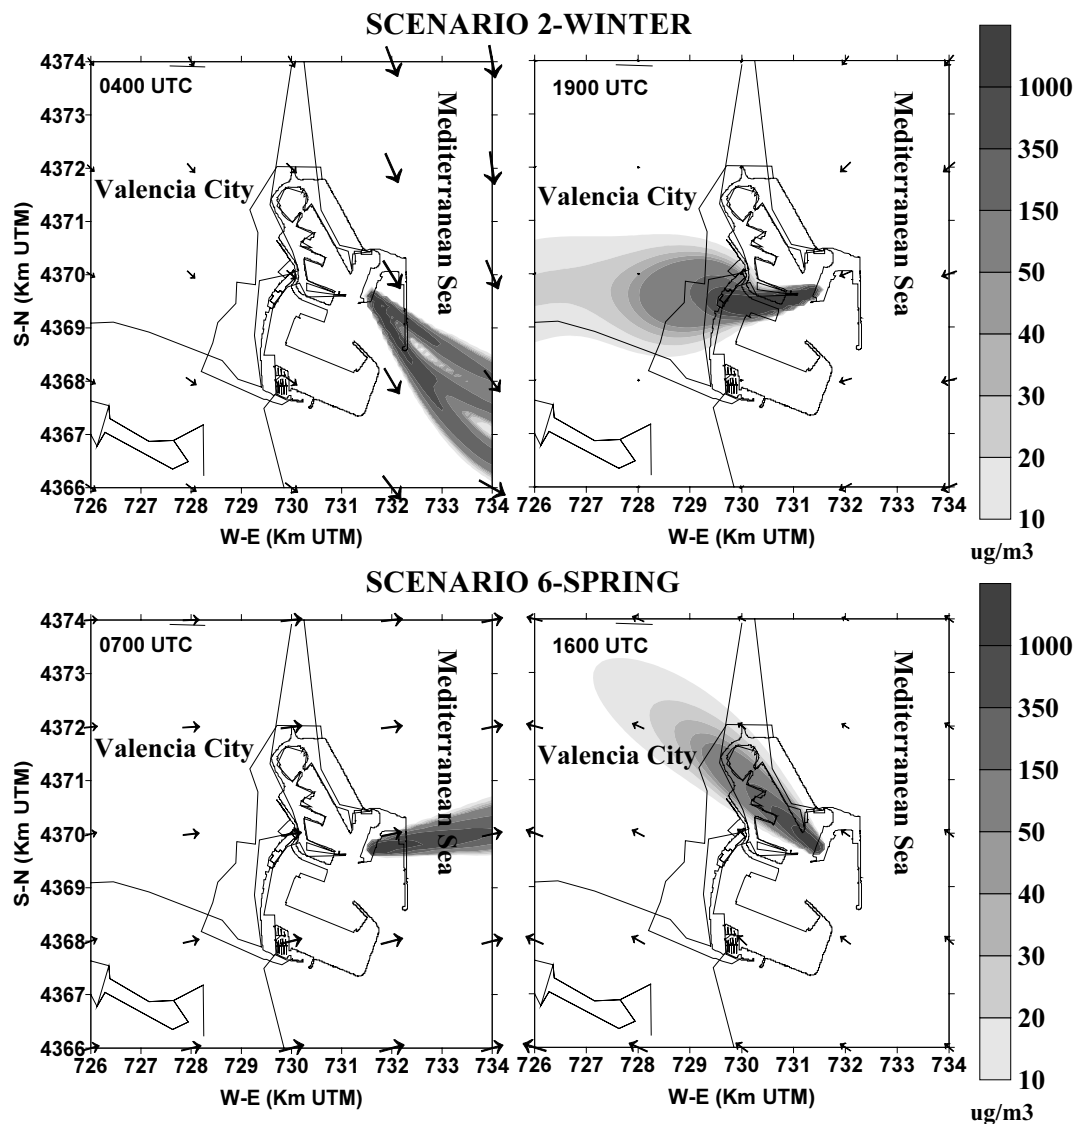 SCENARIO 2-WINTER
0400 UTC
1900 UTC
Valencia City
Mediterranean Sea
Valencia City
Mediterranean Sea
S-N (Km UTM)
4374
4373
4372
4371
4370
4369
4368
4367
4366
726 727 728 729 730 731 732 733 734
726 727 728 729 730 731 732 733 734
W-E (Km UTM)
W-E (Km UTM)
1000
350
150
50
40
30
20
10
ug/m3
SCENARIO 6-SPRING
0700 UTC
1600 UTC
Valencia City
Mediterranean Sea
Valencia City
Mediterranean Sea
S-N (Km UTM)
4374
4373
4372
4371
4370
4369
4368
4367
4366
726 727 728 729 730 731 732 733 734
726 727 728 729 730 731 732 733 734
W-E (Km UTM)
W-E (Km UTM)
1000
350
150
50
40
30
20
10
ug/m3